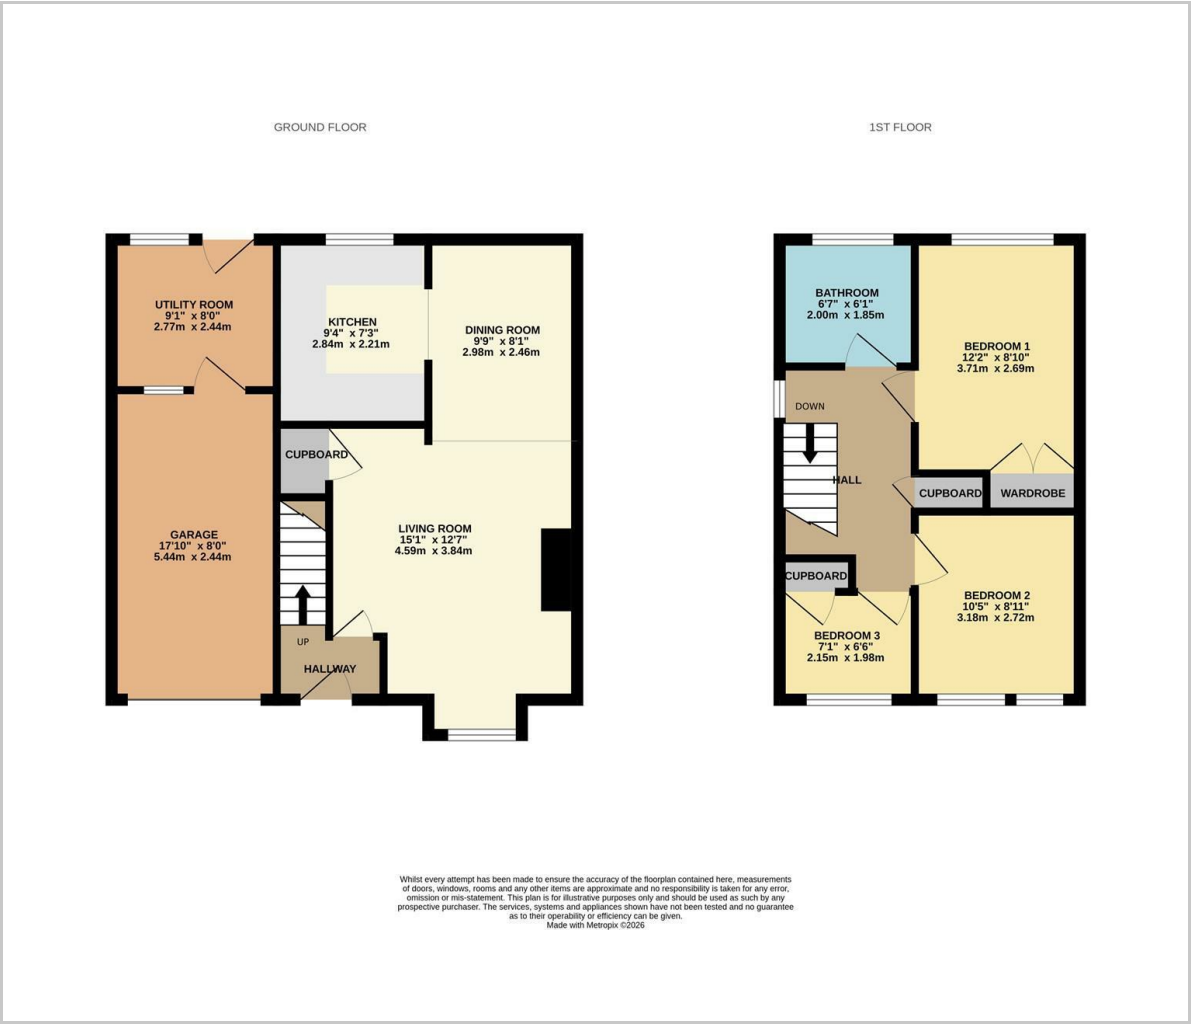 GROUND FLOOR
1ST FLOOR
UTILITY ROOM
9'1" x 8'0"
2.77m x 2.44m
KITCHEN
9'4" x 7'3"
2.84m x 2.21m
DINING ROOM
9'9" x 8'1"
2.98m x 2.46m
CUPBOARD
LIVING ROOM
15'1" x 12'7"
4.59m x 3.84m
GARAGE
17'10" x 8'0"
5.44m x 2.44m
UP
HALLWAY
BATHROOM
6'7" x 6'1"
2.00m x 1.85m
BEDROOM 1
12'2" x 8'10"
3.71m x 2.69m
DOWN
HALL
CUPBOARD
WARDROBE
CUPBOARD
BEDROOM 2
10'5" x 8'11"
3.18m x 2.72m
BEDROOM 3
7'1" x 6'6"
2.15m x 1.98m
Whilst every attempt has been made to ensure the accuracy of the floorplan contained here, measurements
of doors, windows, rooms and any other items are approximate and no responsibility is taken for any error,
omission or mis-statement. This plan is for illustrative purposes only and should be used as such by any
prospective purchaser. The services, systems and appliances shown have not been tested and no guarantee
as to their operability or efficiency can be given.
Made with Metropix ©2026